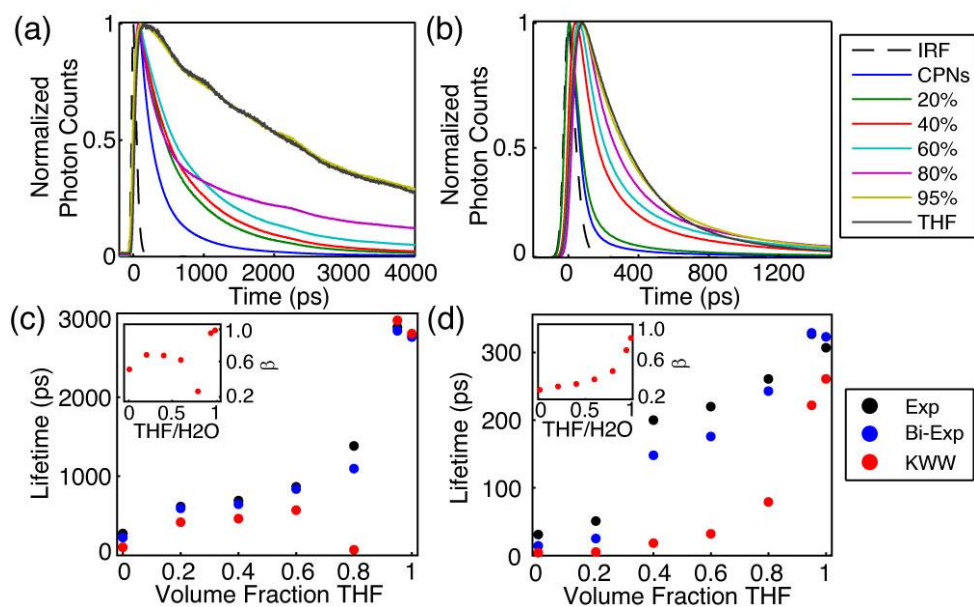 (a)
Normalized
Photon Counts
1
0.5
0
0
1000
2000
3000
4000
Time (ps)
(b)
Normalized
Photon Counts
1
0.5
0
0
400
800
1200
Time (ps)
IRF
CPNs
20%
40%
60%
80%
95%
THF
(c)
Lifetime (ps)
3000
2000
1000
0
0
0.2
0.4
0.6
0.8
1
Volume Fraction THF
1.0
0.6
0.2
β
0
0.5
1
THF/H2O
(d)
Lifetime (ps)
300
200
100
0
0
0.2
0.4
0.6
0.8
1
Volume Fraction THF
1.0
0.6
0.2
β
0
0.5
1
THF/H2O
Exp
Bi-Exp
KWW